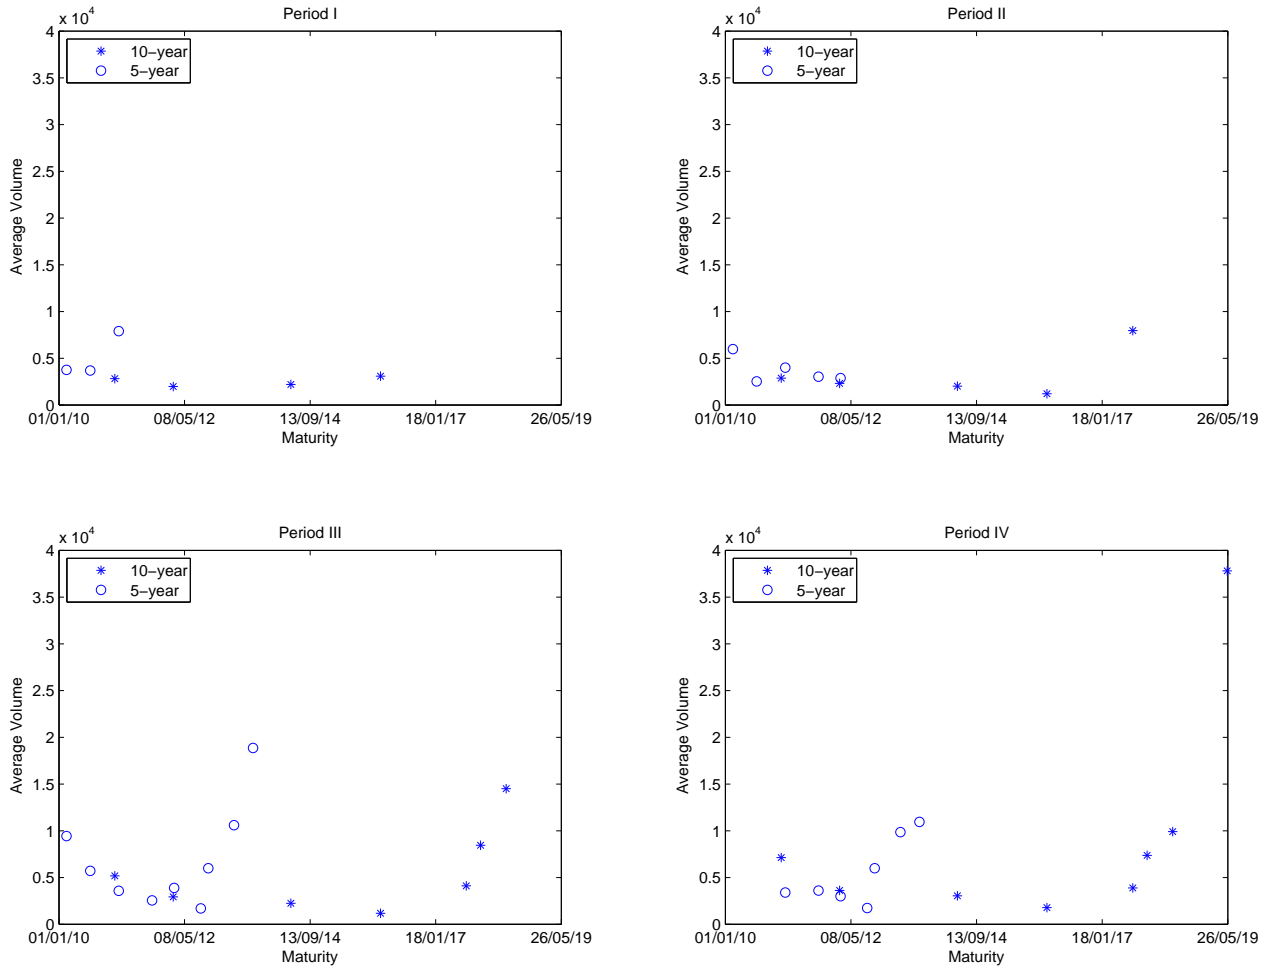 Period I
x 10^4
4
3.5
3
2.5
2
1.5
1
0.5
0
Average Volume
10-year
5-year
01/01/10 08/05/12 13/09/14 18/01/17 26/05/19
Maturity
Period II
x 10^4
4
3.5
3
2.5
2
1.5
1
0.5
0
Average Volume
10-year
5-year
01/01/10 08/05/12 13/09/14 18/01/17 26/05/19
Maturity
Period III
x 10^4
4
3.5
3
2.5
2
1.5
1
0.5
0
Average Volume
10-year
5-year
01/01/10 08/05/12 13/09/14 18/01/17 26/05/19
Maturity
Period IV
x 10^4
4
3.5
3
2.5
2
1.5
1
0.5
0
Average Volume
10-year
5-year
01/01/10 08/05/12 13/09/14 18/01/17 26/05/19
Maturity